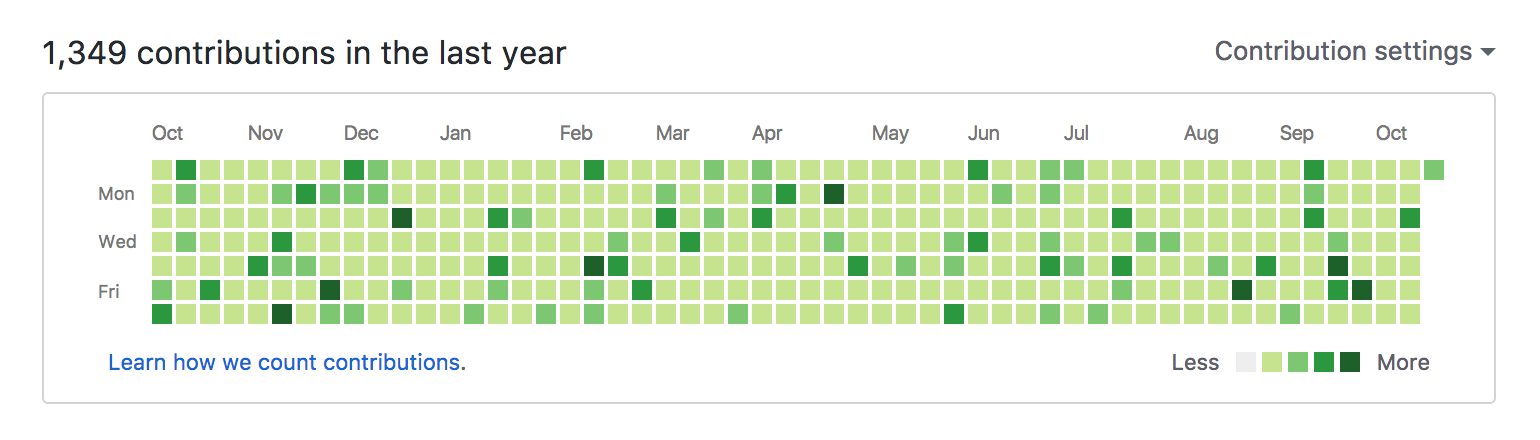 1,349 contributions in the last year
Contribution settings
Oct Nov Dec Jan Feb Mar Apr May Jun Jul Aug Sep Oct
Mon
Wed
Fri
Learn how we count contributions.
Less More